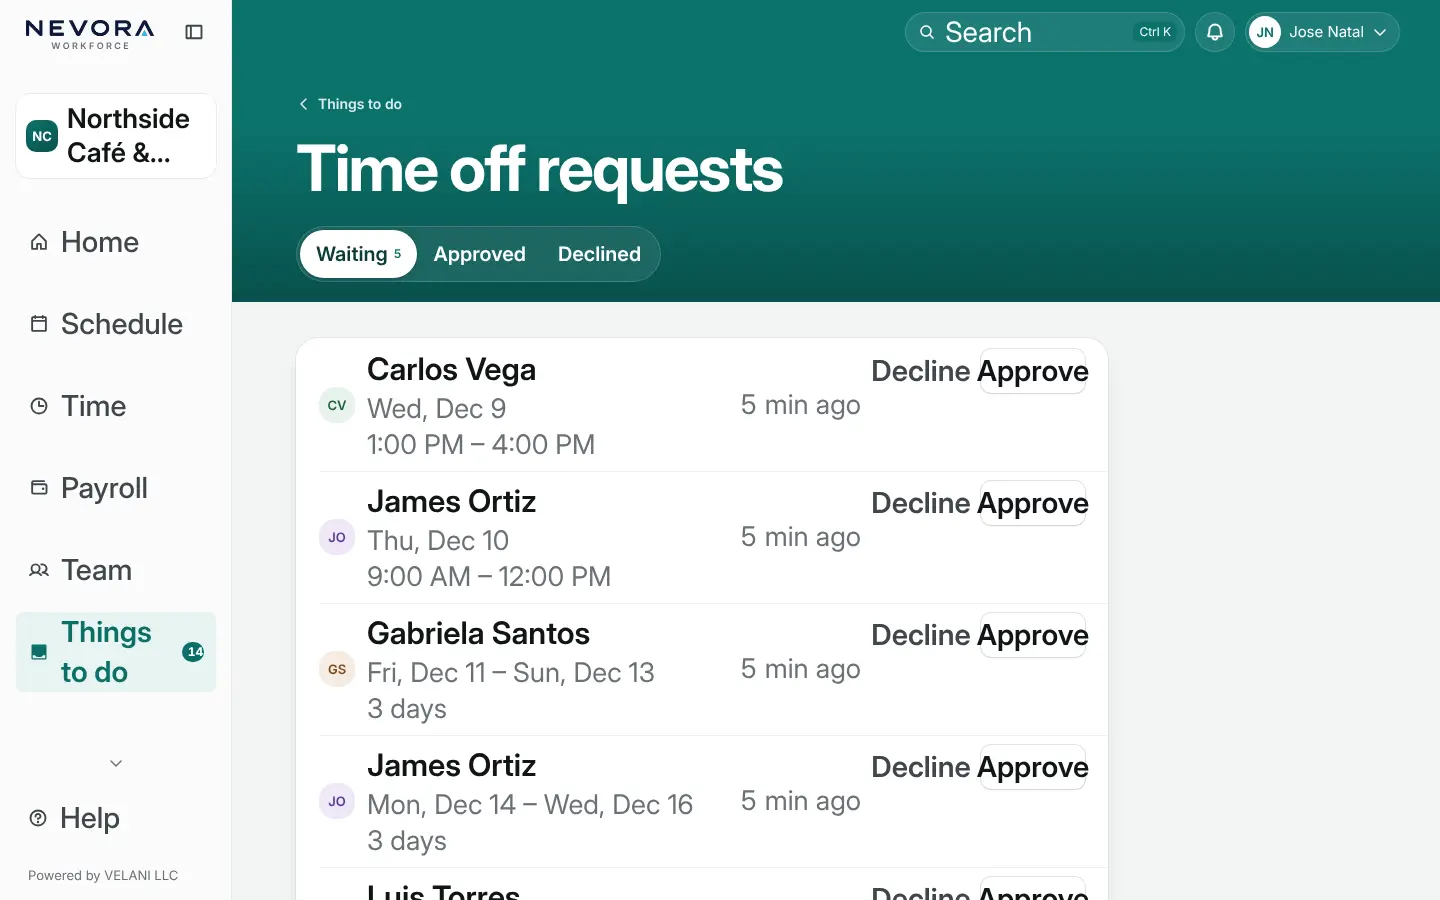 NEVORA
WORKFORCE
Search
Ctrl K
JN
Jose Natal
NC
Northside
Café &...
Things to do
Time off requests
Home
Waiting 5
Approved
Declined
Schedule
Time
Payroll
Team
Things
to do
14
Help
Powered by VELANI LLC
CV
Carlos Vega
Wed, Dec 9
1:00 PM – 4:00 PM
5 min ago
Decline
Approve
JO
James Ortiz
Thu, Dec 10
9:00 AM – 12:00 PM
5 min ago
Decline
Approve
GS
Gabriela Santos
Fri, Dec 11 – Sun, Dec 13
3 days
5 min ago
Decline
Approve
JO
James Ortiz
Mon, Dec 14 – Wed, Dec 16
3 days
5 min ago
Decline
Approve
Luis Torres
Decline
Approve